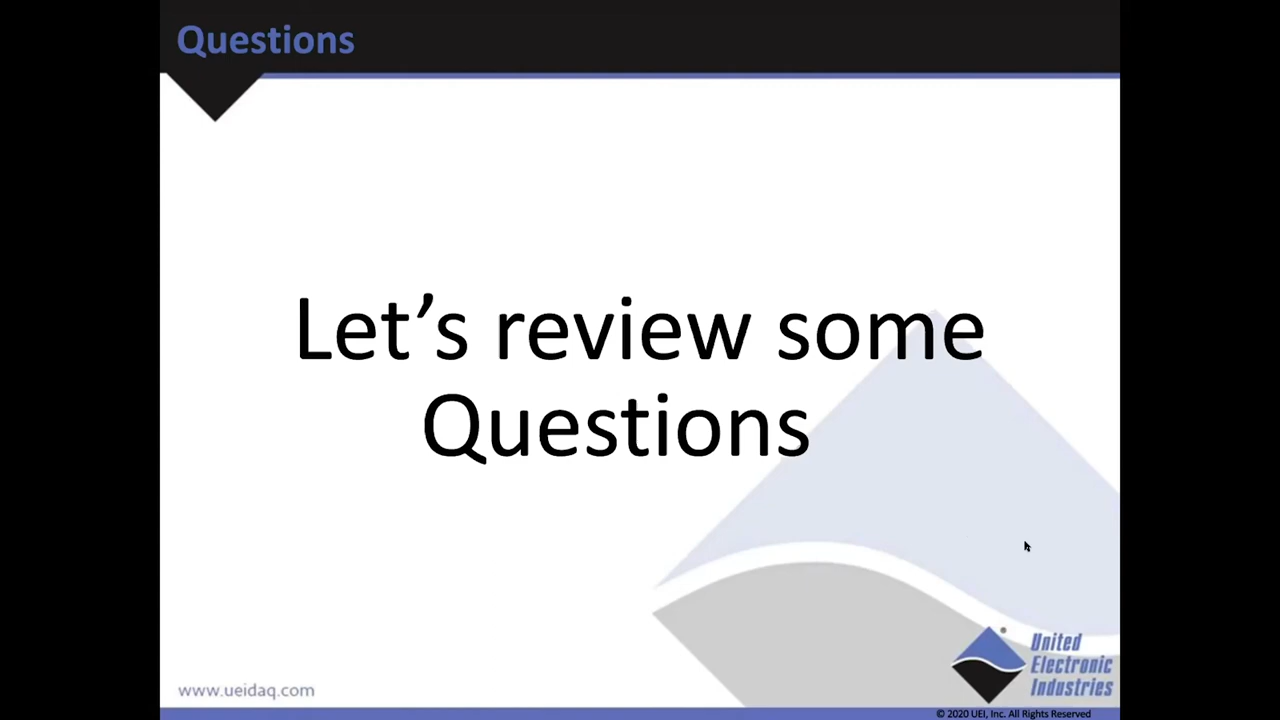 Questions
Let’s review some
Questions
www.ueidaq.com
United
Electronic
Industries
© 2020 UEI, Inc. All Rights Reserved